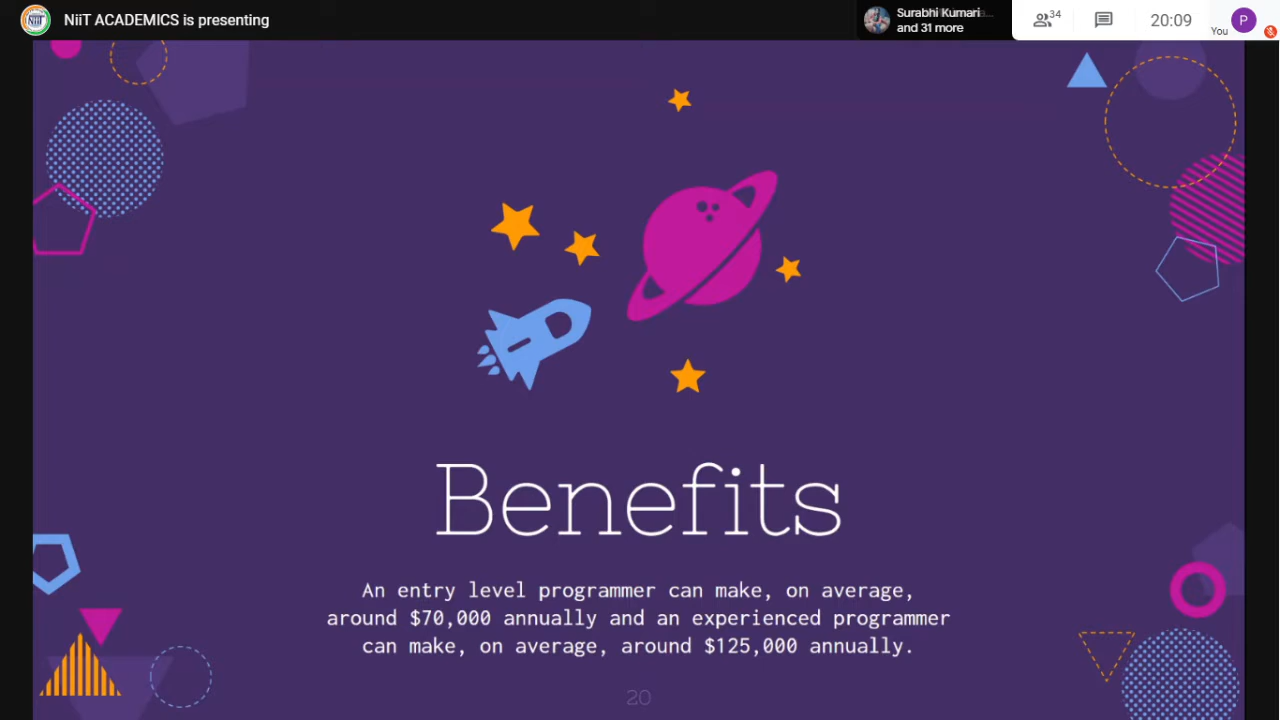 NiiT ACADEMICS is presenting
Surabhi Kumari
and 31 more
34
20:09
You
P
Benefits
An entry level programmer can make, on average,
around $70,000 annually and an experienced programmer
can make, on average, around $125,000 annually.
20